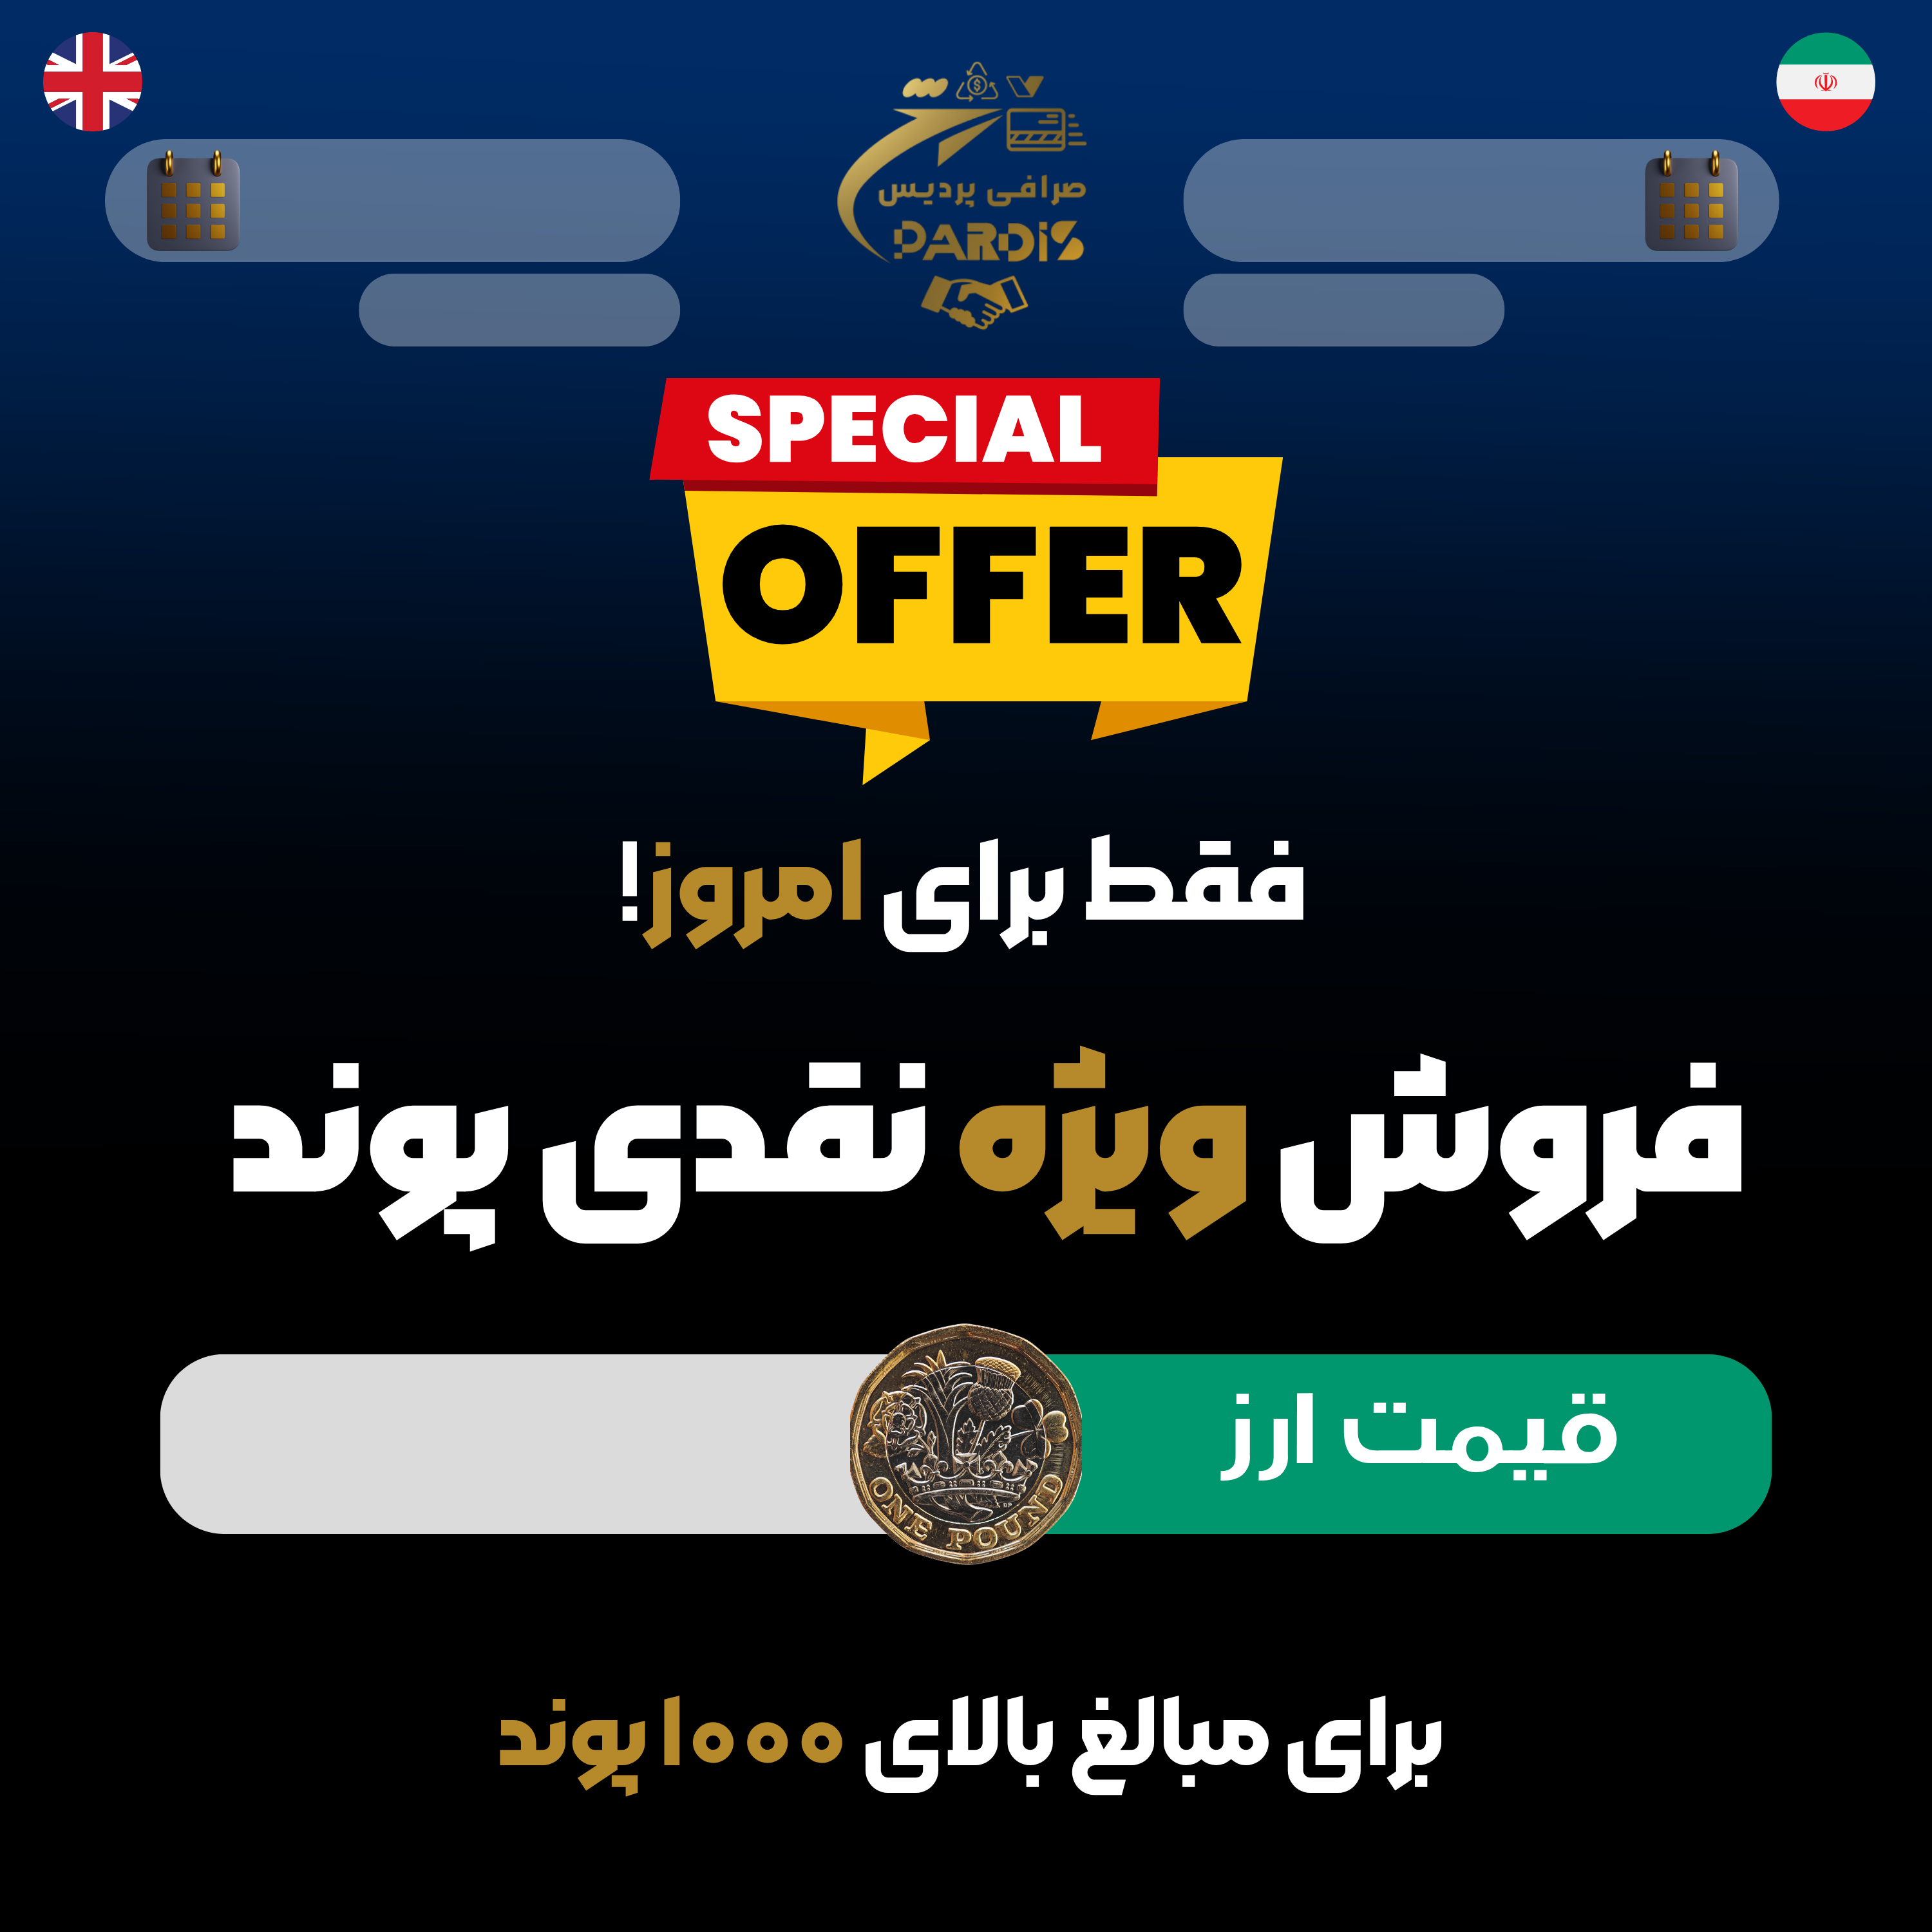 صرافی پردیس
PARDIS
SPECIAL
OFFER
فقط برای امروز!
فروش ویژه نقدی پوند
قیمت ارز
ONE POUND
برای مبالغ بالای ۱۰۰۰ پوند